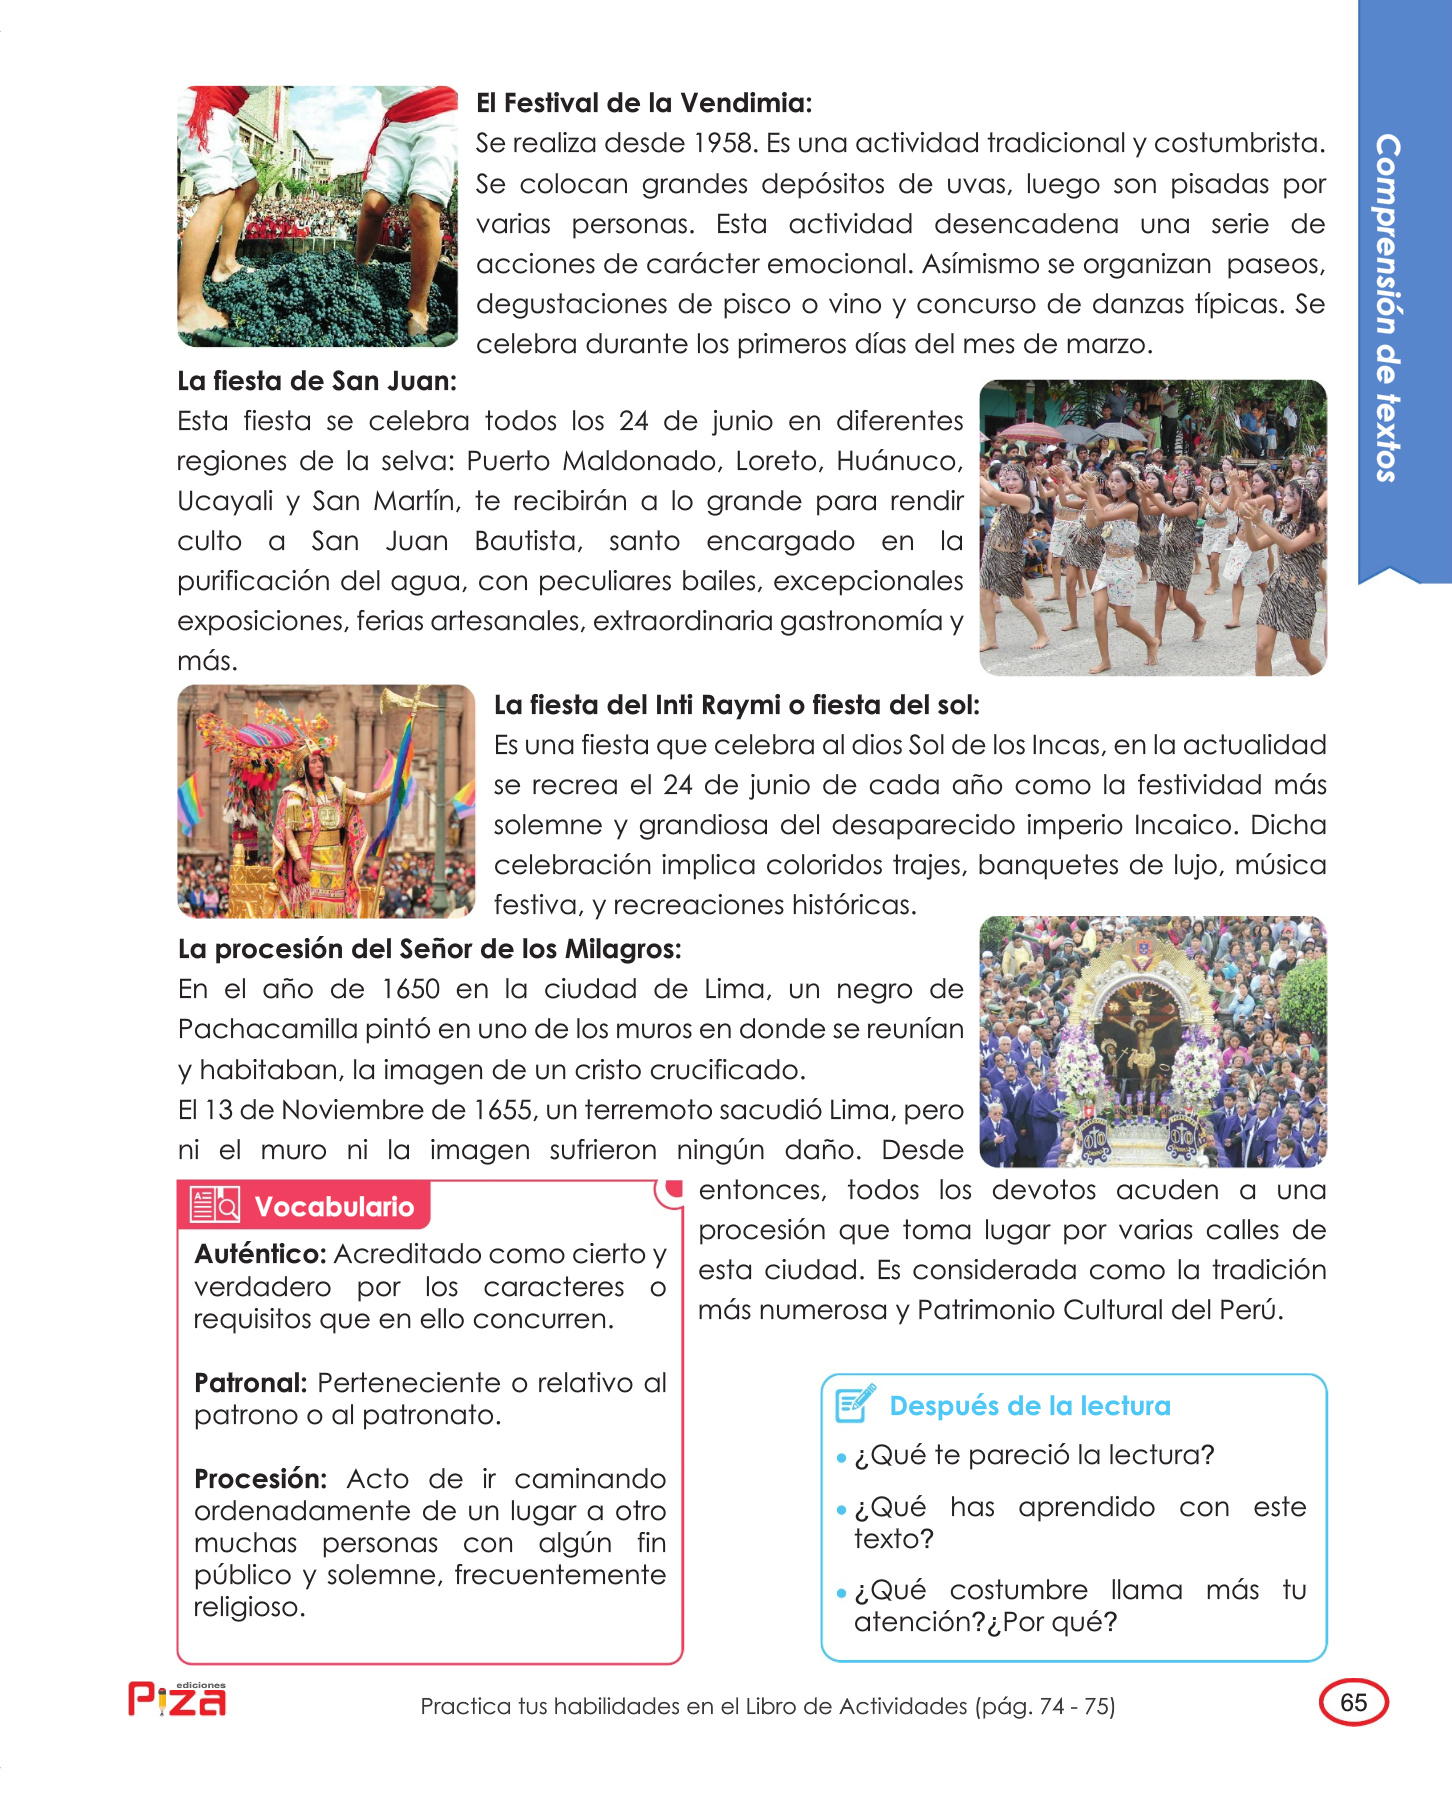 Comprensión de textos
El Festival de la Vendimia:
Se realiza desde 1958. Es una actividad tradicional y costumbrista.
Se colocan grandes depósitos de uvas, luego son pisadas por
varias personas. Esta actividad desencadena una serie de
acciones de carácter emocional. Asímismo se organizan paseos,
degustaciones de pisco o vino y concurso de danzas típicas. Se
celebra durante los primeros días del mes de marzo.
La fiesta de San Juan:
Esta fiesta se celebra todos los 24 de junio en diferentes
regiones de la selva: Puerto Maldonado, Loreto, Huánuco,
Ucayali y San Martín, te recibirán a lo grande para rendir
culto a San Juan Bautista, santo encargado en la
purificación del agua, con peculiares bailes, excepcionales
exposiciones, ferias artesanales, extraordinaria gastronomía y
más.
La fiesta del Inti Raymi o fiesta del sol:
Es una fiesta que celebra al dios Sol de los Incas, en la actualidad
se recrea el 24 de junio de cada año como la festividad más
solemne y grandiosa del desaparecido imperio Incaico. Dicha
celebración implica coloridos trajes, banquetes de lujo, música
festiva, y recreaciones históricas.
La procesión del Señor de los Milagros:
En el año de 1650 en la ciudad de Lima, un negro de
Pachacamilla pintó en uno de los muros en donde se reunían
y habitaban, la imagen de un cristo crucificado.
El 13 de Noviembre de 1655, un terremoto sacudió Lima, pero
ni el muro ni la imagen sufrieron ningún daño. Desde
entonces, todos los devotos acuden a una
procesión que toma lugar por varias calles de
esta ciudad. Es considerada como la tradición
más numerosa y Patrimonio Cultural del Perú.
Vocabulario
Auténtico: Acreditado como cierto y
verdadero por los caracteres o
requisitos que en ello concurren.
Patronal: Perteneciente o relativo al
patrono o al patronato.
Procesión: Acto de ir caminando
ordenadamente de un lugar a otro
muchas personas con algún fin
público y solemne, frecuentemente
religioso.
Después de la lectura
• ¿Qué te pareció la lectura?
• ¿Qué has aprendido con este
texto?
• ¿Qué costumbre llama más tu
atención?¿Por qué?
ediciones
Piza
Practica tus habilidades en el Libro de Actividades (pág. 74 - 75)
65